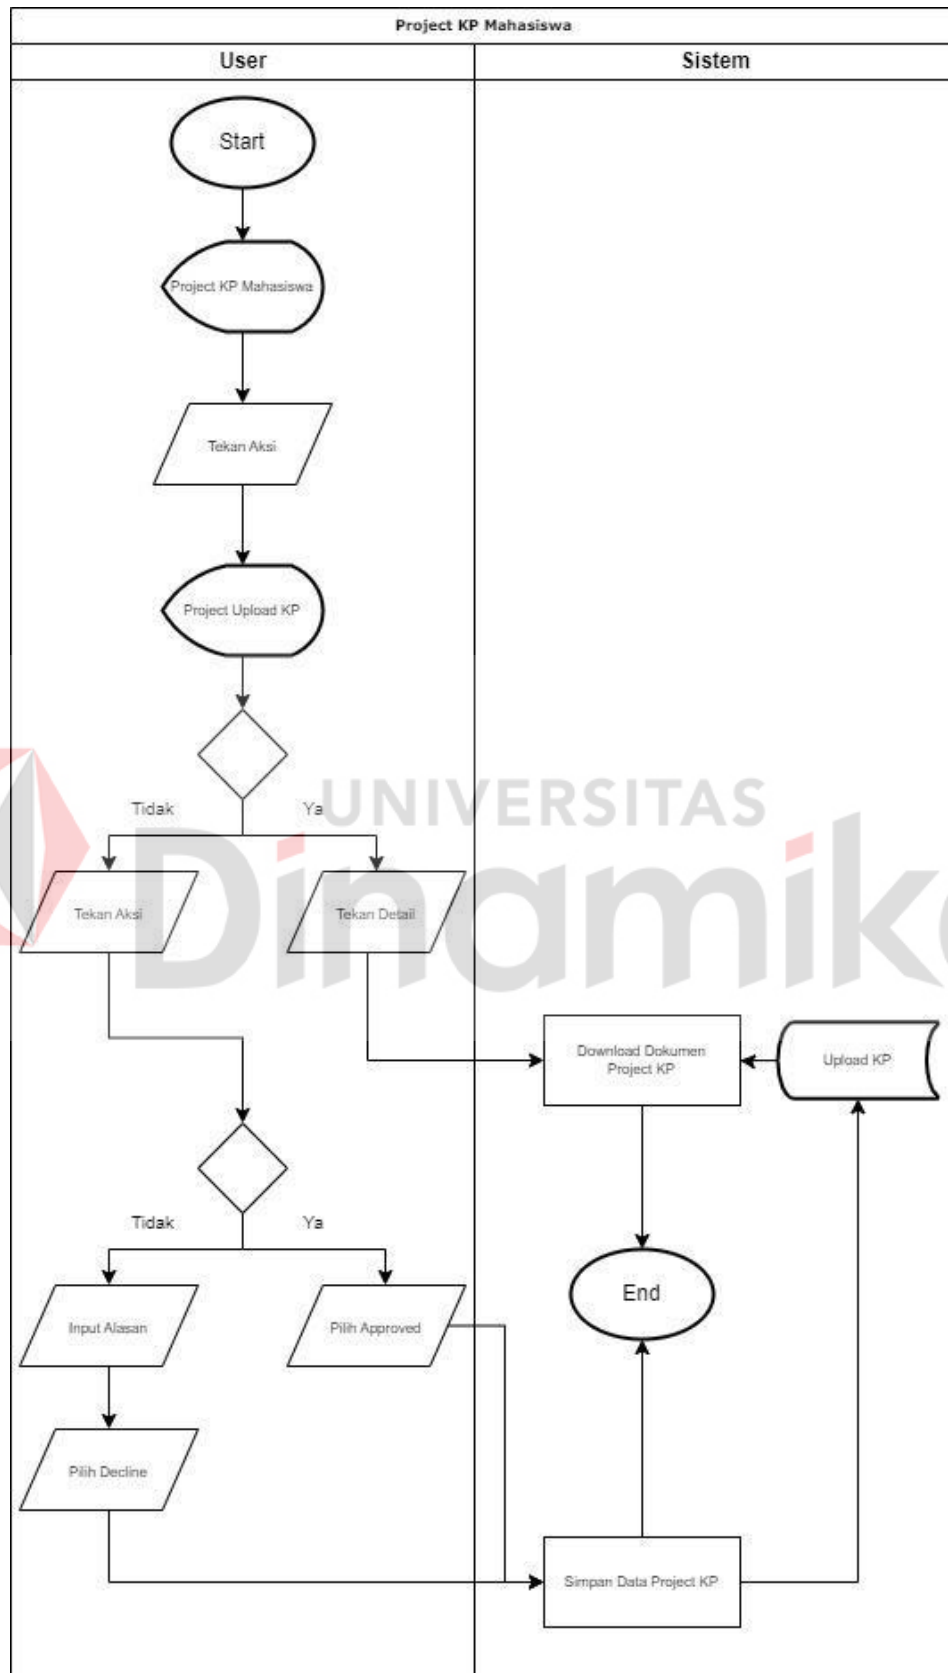 Project KP Mahasiswa
User
Sistem
Start
Project KP Mahasiswa
Tekan Aksi
Project Upload KP
Tidak
Ya
UNIVERSITAS
Dinamika
Tekan Aksi
Tekan Detail
Download Dokumen
Project KP
Upload KP
Tidak
Ya
End
Input Alasan
Pilih Approved
Pilih Decline
Simpan Data Project KP